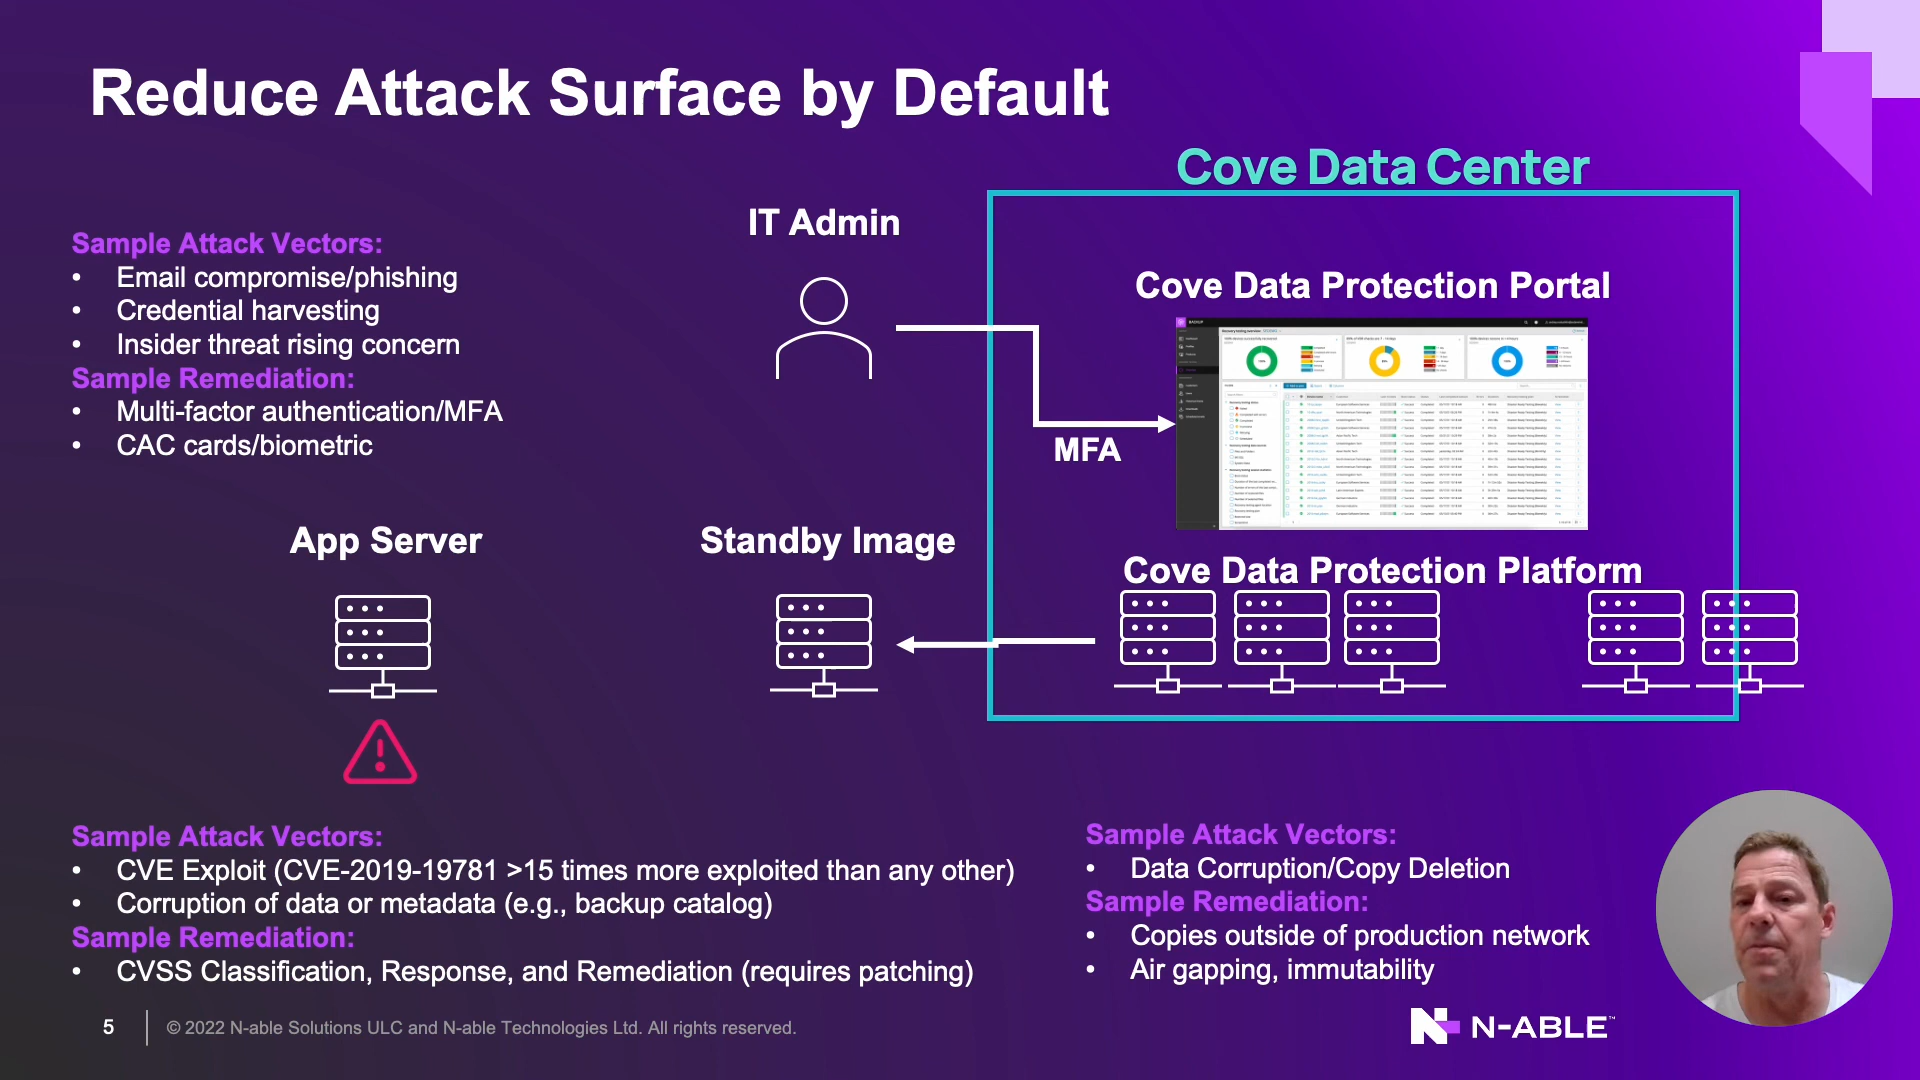 Reduce Attack Surface by Default
Cove Data Center
IT Admin
Sample Attack Vectors:
• Email compromise/phishing
• Credential harvesting
• Insider threat rising concern
Sample Remediation:
• Multi-factor authentication/MFA
• CAC cards/biometric
Cove Data Protection Portal
MFA
App Server
Standby Image
Cove Data Protection Platform
Sample Attack Vectors:
• CVE Exploit (CVE-2019-19781 >15 times more exploited than any other)
• Corruption of data or metadata (e.g., backup catalog)
Sample Remediation:
• CVSS Classification, Response, and Remediation (requires patching)
Sample Attack Vectors:
• Data Corruption/Copy Deletion
Sample Remediation:
• Copies outside of production network
• Air gapping, immutability
5
© 2022 N-able Solutions ULC and N-able Technologies Ltd. All rights reserved.
N-ABLE™